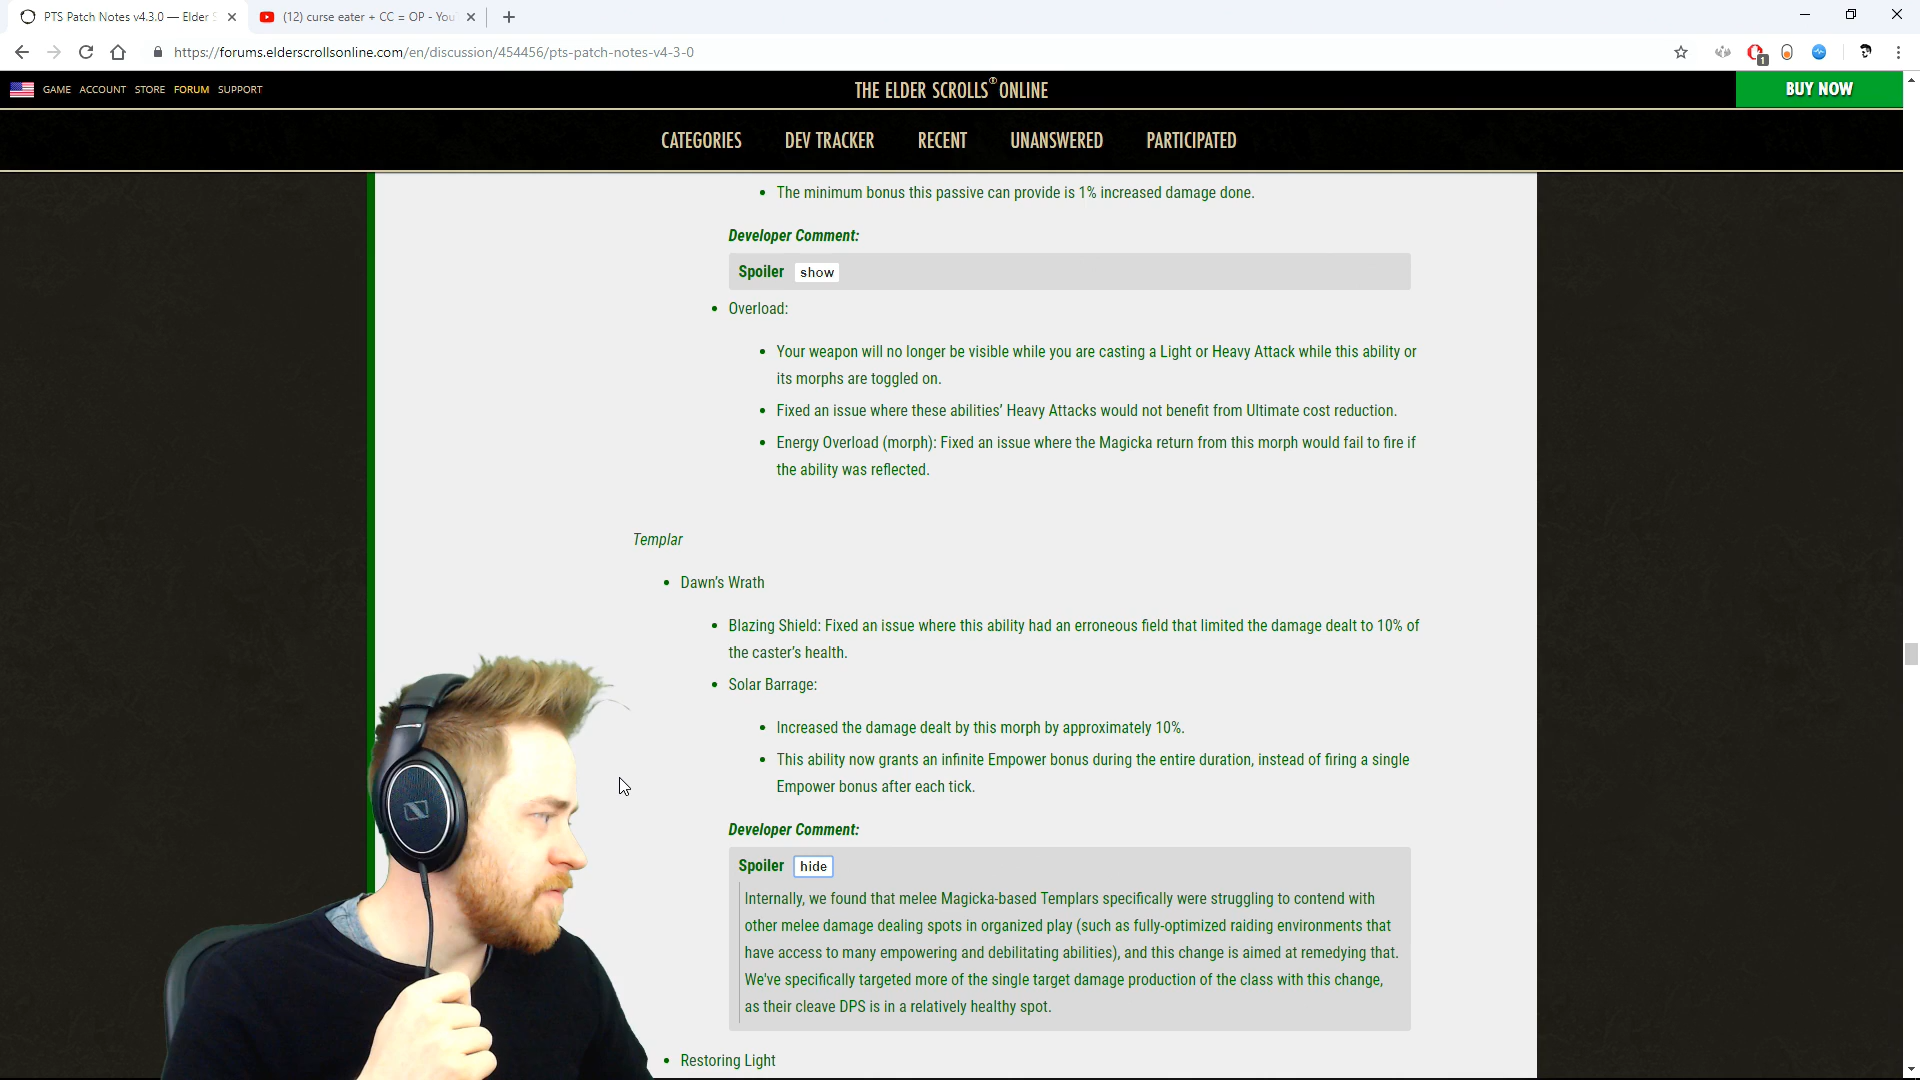 PTS Patch Notes v4.3.0 — Elder S
(12) curse eater + CC = OP - You
https://forums.elderscrollsonline.com/en/discussion/454456/pts-patch-notes-v4-3-0
1
GAME ACCOUNT STORE FORUM SUPPORT
THE ELDER SCROLLS ONLINE
BUY NOW
CATEGORIES DEV TRACKER RECENT UNANSWERED PARTICIPATED
• The minimum bonus this passive can provide is 1% increased damage done.
Developer Comment:
Spoiler show
• Overload:
• Your weapon will no longer be visible while you are casting a Light or Heavy Attack while this ability or
its morphs are toggled on.
• Fixed an issue where these abilities’ Heavy Attacks would not benefit from Ultimate cost reduction.
• Energy Overload (morph): Fixed an issue where the Magicka return from this morph would fail to fire if
the ability was reflected.
Templar
• Dawn’s Wrath
• Blazing Shield: Fixed an issue where this ability had an erroneous field that limited the damage dealt to 10% of
the caster’s health.
• Solar Barrage:
• Increased the damage dealt by this morph by approximately 10%.
• This ability now grants an infinite Empower bonus during the entire duration, instead of firing a single
Empower bonus after each tick.
Developer Comment:
Spoiler hide
Internally, we found that melee Magicka-based Templars specifically were struggling to contend with
other melee damage dealing spots in organized play (such as fully-optimized raiding environments that
have access to many empowering and debilitating abilities), and this change is aimed at remedying that.
We've specifically targeted more of the single target damage production of the class with this change,
as their cleave DPS is in a relatively healthy spot.
• Restoring Light